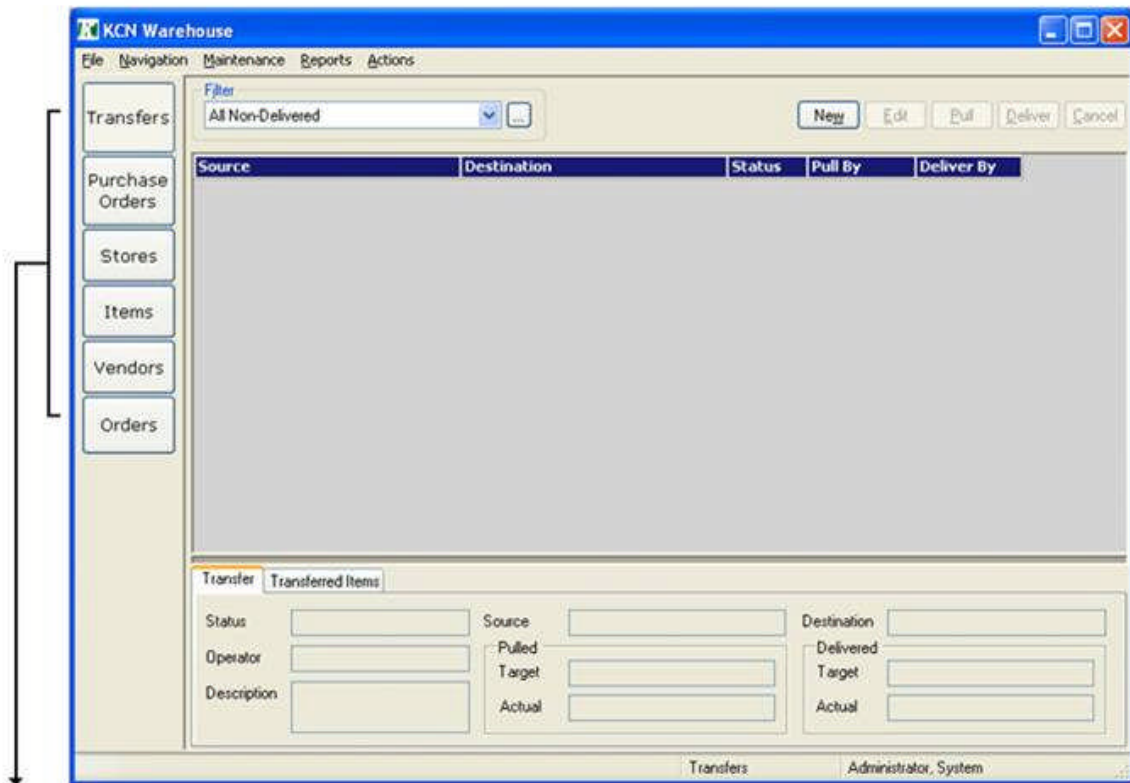 KCN Warehouse
File Navigation Maintenance Reports Actions
Transfers
Purchase
Orders
Stores
Items
Vendors
Orders
Filter
All Non-Delivered ...
New Edit Pull Deliver Cancel
Source Destination Status Pull By Deliver By
Transfer Transferred Items
Status Source Destination
Operator Pulled Delivered
Target Target
Description
Actual Actual
Transfers Administrator, System